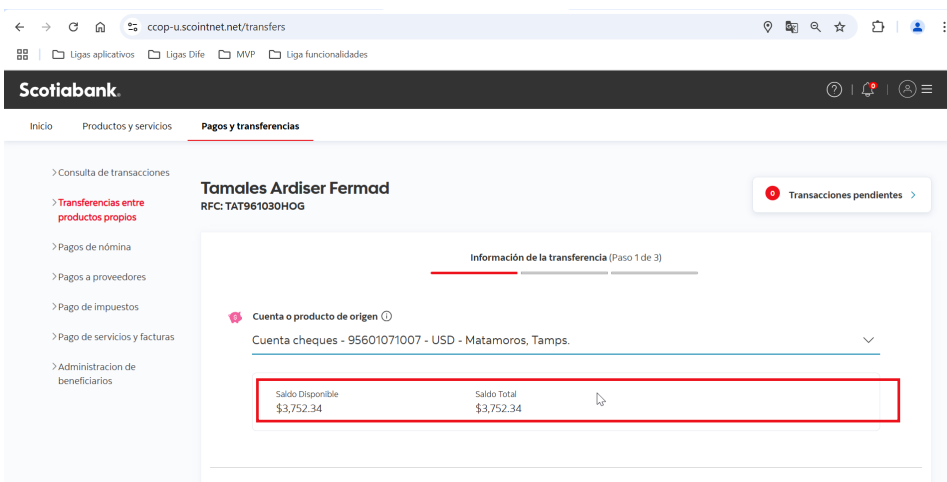 ccop-u.scointnet.net/transfers
Ligas aplicativos Ligas Dife MVP Liga funcionalidades
Scotiabank.
Inicio Productos y servicios Pagos y transferencias
Consulta de transacciones
Transferencias entre
productos propios
Pagos de nómina
Pagos a proveedores
Pago de impuestos
Pago de servicios y facturas
Administracion de
beneficiarios
Tamales Ardiser Fermad
RFC: TAT961030HOG
0 Transacciones pendientes
Información de la transferencia (Paso 1 de 3)
Cuenta o producto de origen
Cuenta cheques - 95601071007 - USD - Matamoros, Tamps.
Saldo Disponible Saldo Total
$3,752.34 $3,752.34